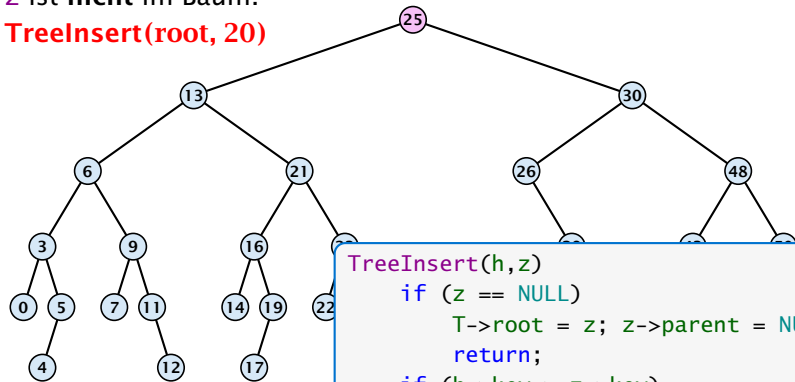 ist nicht im Baum.
TreeInsert(root, 20)
25
13 30
6 21 26 48
3 9 16
0 5 7 11 14 19 22
4 12 17
TreeInsert(h,z)
if (z == NULL)
T->root = z; z->parent =
return;